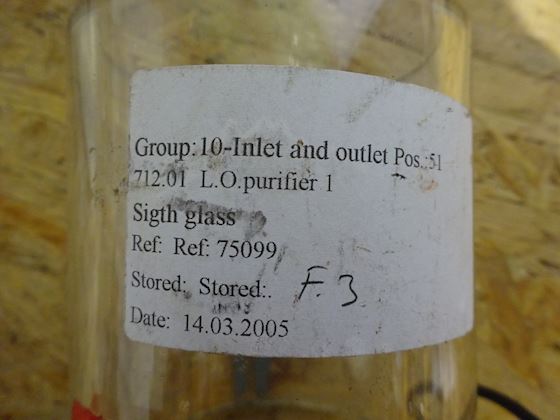 Group:10-Inlet and outlet Pos.:51
712.01 L.O.purifier 1
Sigth glass
Ref: Ref: 75099
Stored: Stored:. F.3
Date: 14.03.2005